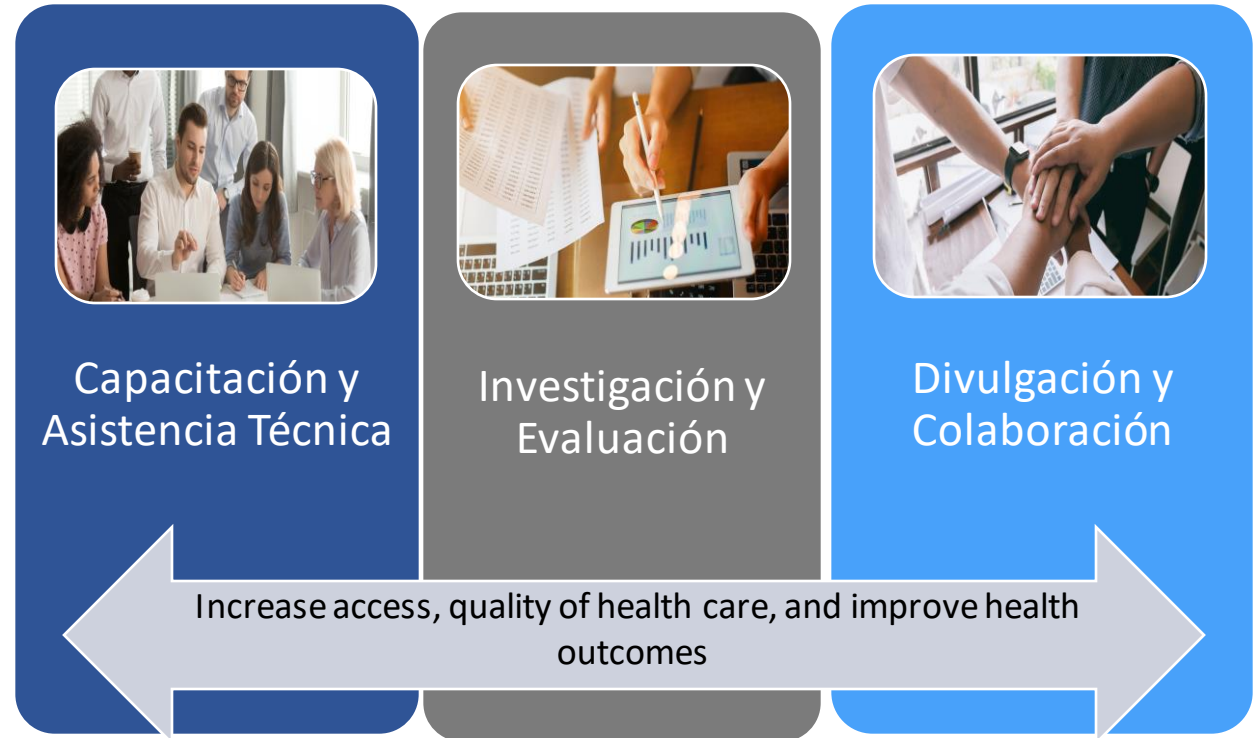 Capacitación y
Asistencia Técnica
Investigación y
Evaluación
Divulgación y
Colaboración
Increase access, quality of health care, and improve health
outcomes